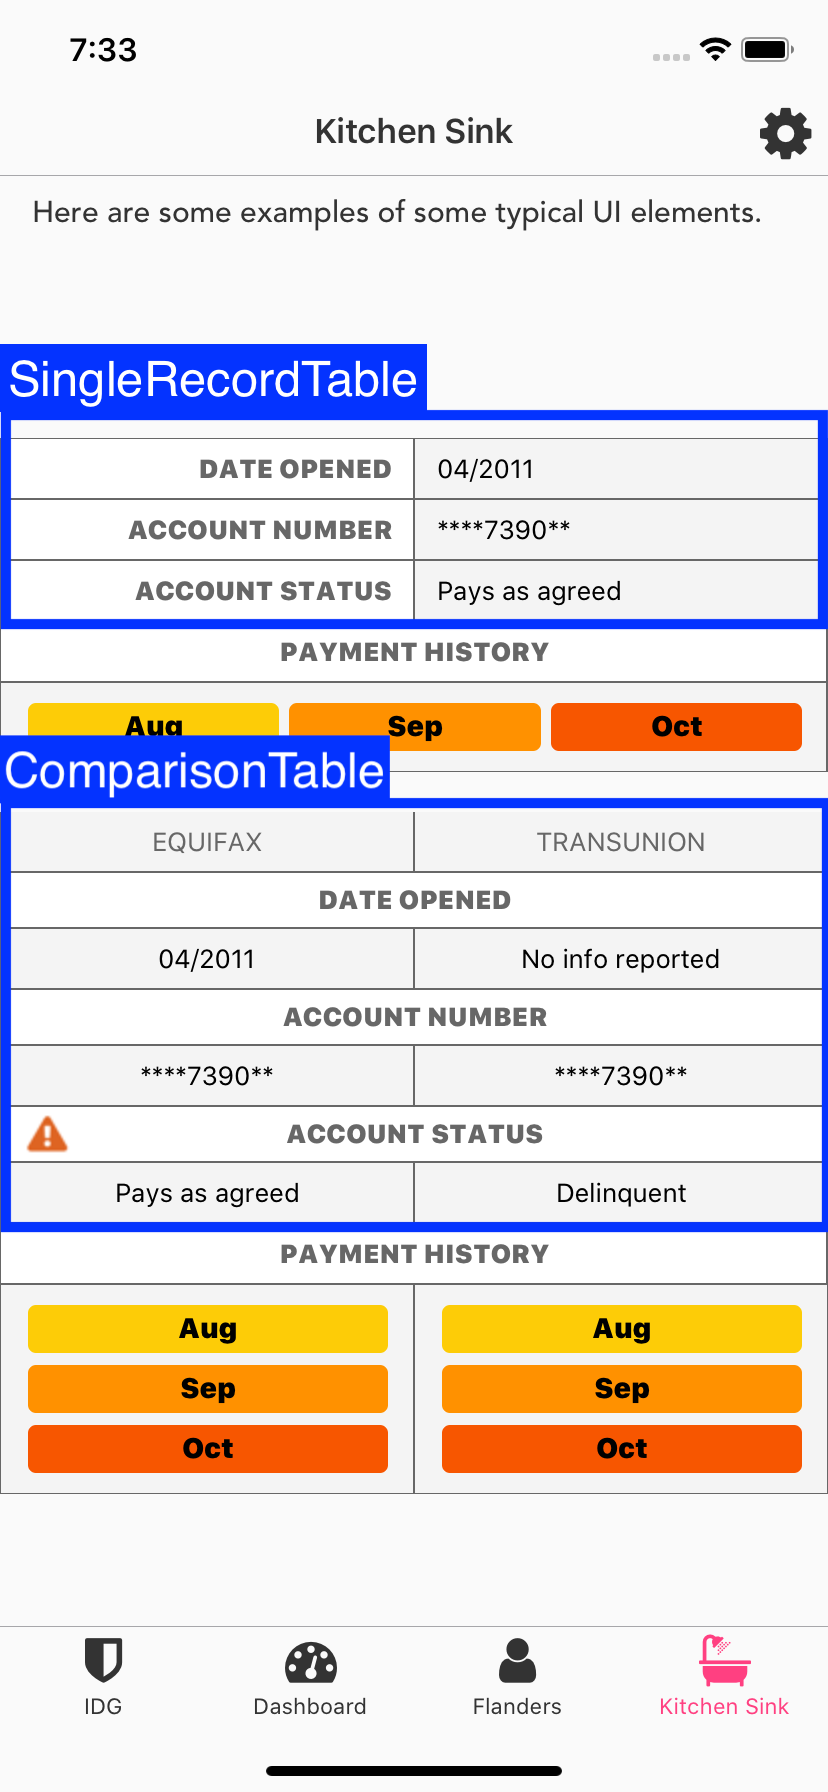 7:33
Kitchen Sink
Here are some examples of some typical UI elements.
SingleRecordTable
DATE OPENED 04/2011
ACCOUNT NUMBER ****7390**
ACCOUNT STATUS Pays as agreed
PAYMENT HISTORY
Aug Sep Oct
ComparisonTable
EQUIFAX TRANSUNION
DATE OPENED
04/2011 No info reported
ACCOUNT NUMBER
****7390** ****7390**
ACCOUNT STATUS
Pays as agreed Delinquent
PAYMENT HISTORY
Aug Aug
Sep Sep
Oct Oct
IDG Dashboard Flanders Kitchen Sink